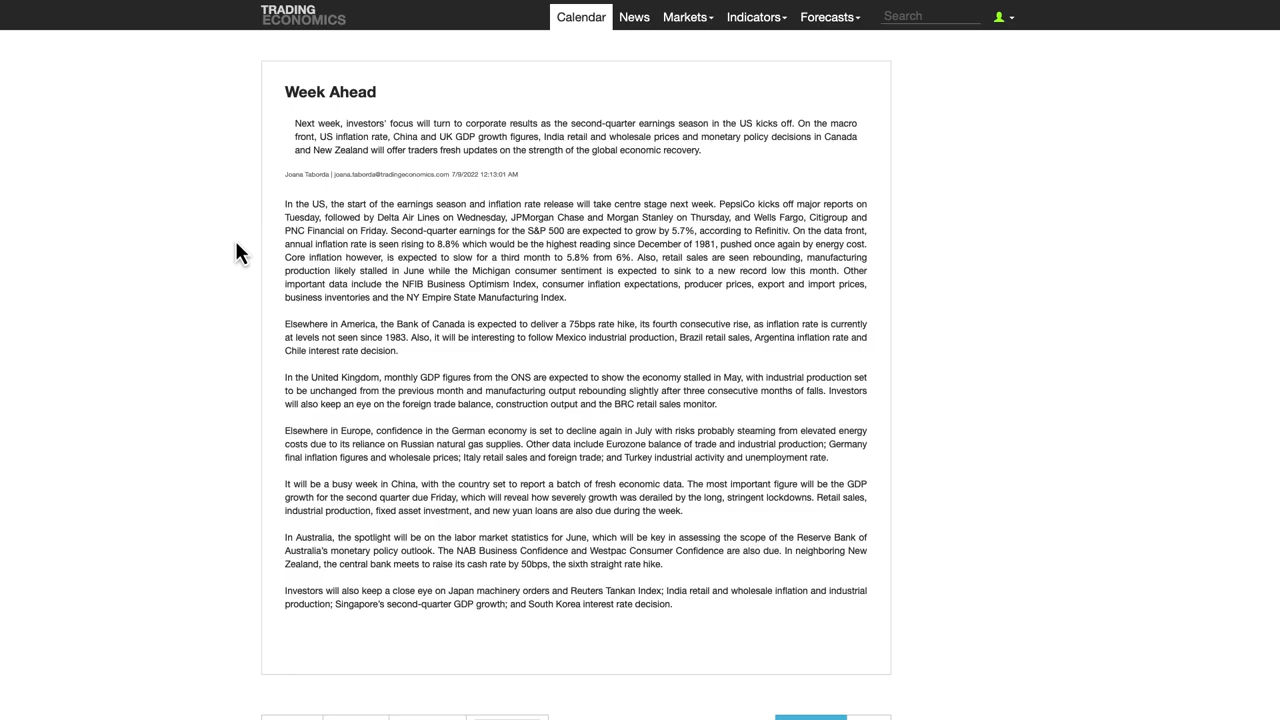 TRADING
ECONOMICS
Calendar News Markets Indicators Forecasts Search
Week Ahead
Next week, investors' focus will turn to corporate results as the second-quarter earnings season in the US kicks off. On the macro
front, US inflation rate, China and UK GDP growth figures, India retail and wholesale prices and monetary policy decisions in Canada
and New Zealand will offer traders fresh updates on the strength of the global economic recovery.
Joana Taborda | joana.taborda@tradingeconomics.com 7/9/2022 12:13:01 AM
In the US, the start of the earnings season and inflation rate release will take centre stage next week. PepsiCo kicks off major reports on
Tuesday, followed by Delta Air Lines on Wednesday, JPMorgan Chase and Morgan Stanley on Thursday, and Wells Fargo, Citigroup and
PNC Financial on Friday. Second-quarter earnings for the S&P 500 are expected to grow by 5.7%, according to Refinitiv. On the data front,
annual inflation rate is seen rising to 8.8% which would be the highest reading since December of 1981, pushed once again by energy cost.
Core inflation however, is expected to slow for a third month to 5.8% from 6%. Also, retail sales are seen rebounding, manufacturing
production likely stalled in June while the Michigan consumer sentiment is expected to sink to a new record low this month. Other
important data include the NFIB Business Optimism Index, consumer inflation expectations, producer prices, export and import prices,
business inventories and the NY Empire State Manufacturing Index.
Elsewhere in America, the Bank of Canada is expected to deliver a 75bps rate hike, its fourth consecutive rise, as inflation rate is currently
at levels not seen since 1983. Also, it will be interesting to follow Mexico industrial production, Brazil retail sales, Argentina inflation rate and
Chile interest rate decision.
In the United Kingdom, monthly GDP figures from the ONS are expected to show the economy stalled in May, with industrial production set
to be unchanged from the previous month and manufacturing output rebounding slightly after three consecutive months of falls. Investors
will also keep an eye on the foreign trade balance, construction output and the BRC retail sales monitor.
Elsewhere in Europe, confidence in the German economy is set to decline again in July with risks probably steaming from elevated energy
costs due to its reliance on Russian natural gas supplies. Other data include Eurozone balance of trade and industrial production; Germany
final inflation figures and wholesale prices; Italy retail sales and foreign trade; and Turkey industrial activity and unemployment rate.
It will be a busy week in China, with the country set to report a batch of fresh economic data. The most important figure will be the GDP
growth for the second quarter due Friday, which will reveal how severely growth was derailed by the long, stringent lockdowns. Retail sales,
industrial production, fixed asset investment, and new yuan loans are also due during the week.
In Australia, the spotlight will be on the labor market statistics for June, which will be key in assessing the scope of the Reserve Bank of
Australia's monetary policy outlook. The NAB Business Confidence and Westpac Consumer Confidence are also due. In neighboring New
Zealand, the central bank meets to raise its cash rate by 50bps, the sixth straight rate hike.
Investors will also keep a close eye on Japan machinery orders and Reuters Tankan Index; India retail and wholesale inflation and industrial
production; Singapore's second-quarter GDP growth; and South Korea interest rate decision.